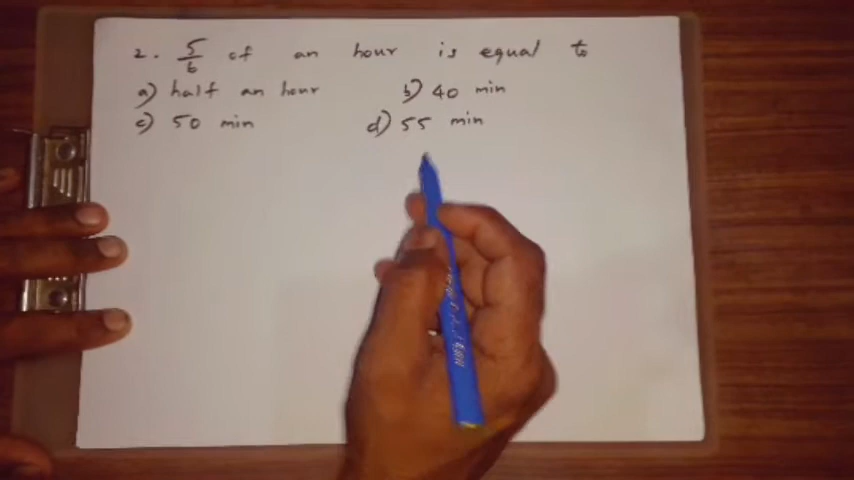 2. 5/6 of an hour is equal to
a) half an hour b) 40 min
c) 50 min d) 55 min